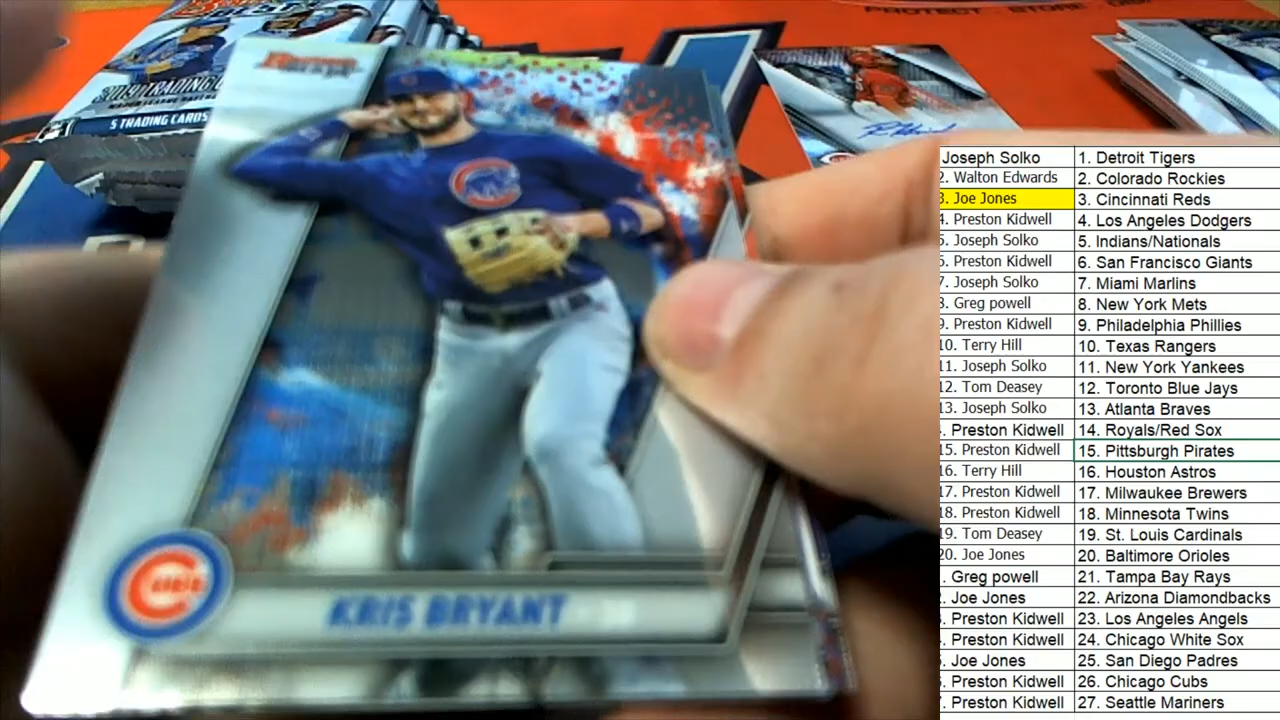 PROTECT STORE DISPLAY
2019 TRADING C
5 TRADING CARDS
Bowman
KRIS BRYANT
CUBS
Joseph Solko 1. Detroit Tigers
2. Walton Edwards 2. Colorado Rockies
3. Joe Jones 3. Cincinnati Reds
4. Preston Kidwell 4. Los Angeles Dodgers
5. Joseph Solko 5. Indians/Nationals
6. Preston Kidwell 6. San Francisco Giants
7. Joseph Solko 7. Miami Marlins
8. Greg powell 8. New York Mets
9. Preston Kidwell 9. Philadelphia Phillies
10. Terry Hill 10. Texas Rangers
11. Joseph Solko 11. New York Yankees
12. Tom Deasey 12. Toronto Blue Jays
13. Joseph Solko 13. Atlanta Braves
. Preston Kidwell 14. Royals/Red Sox
15. Preston Kidwell 15. Pittsburgh Pirates
16. Terry Hill 16. Houston Astros
17. Preston Kidwell 17. Milwaukee Brewers
18. Preston Kidwell 18. Minnesota Twins
19. Tom Deasey 19. St. Louis Cardinals
20. Joe Jones 20. Baltimore Orioles
. Greg powell 21. Tampa Bay Rays
. Joe Jones 22. Arizona Diamondbacks
. Preston Kidwell 23. Los Angeles Angels
. Preston Kidwell 24. Chicago White Sox
. Joe Jones 25. San Diego Padres
. Preston Kidwell 26. Chicago Cubs
. Preston Kidwell 27. Seattle Mariners